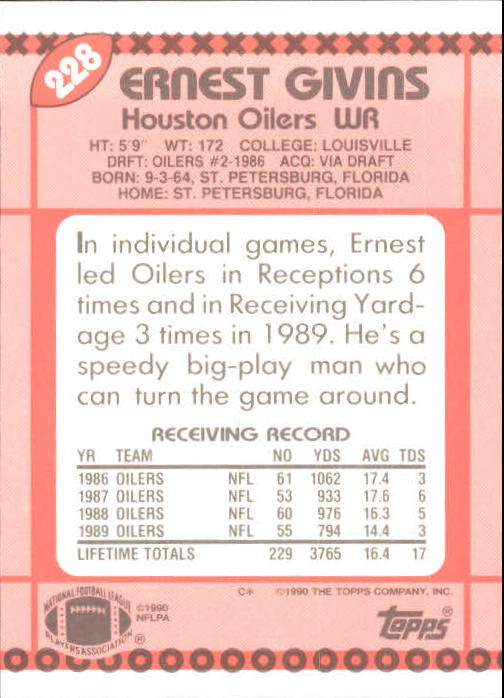 228
ERNEST GIVINS
Houston Oilers WR
HT: 5'9" WT: 172 COLLEGE: LOUISVILLE
DRFT: OILERS #2-1986 ACQ: VIA DRAFT
BORN: 9-3-64, ST. PETERSBURG, FLORIDA
HOME: ST. PETERSBURG, FLORIDA
In individual games, Ernest
led Oilers in Receptions 6
times and in Receiving Yard-
age 3 times in 1989. He's a
speedy big-play man who
can turn the game around.
RECEIVING RECORD
YR TEAM NO YDS AVG TDS
1986 OILERS NFL 61 1062 17.4 3
1987 OILERS NFL 53 933 17.6 6
1988 OILERS NFL 60 976 16.3 5
1989 OILERS NFL 55 794 14.4 3
LIFETIME TOTALS 229 3765 16.4 17
C* ©1990 THE TOPPS COMPANY, INC.
NATIONAL FOOTBALL LEAGUE
PLAYERS ASSOCIATION ®
©1990
NFLPA
topps®